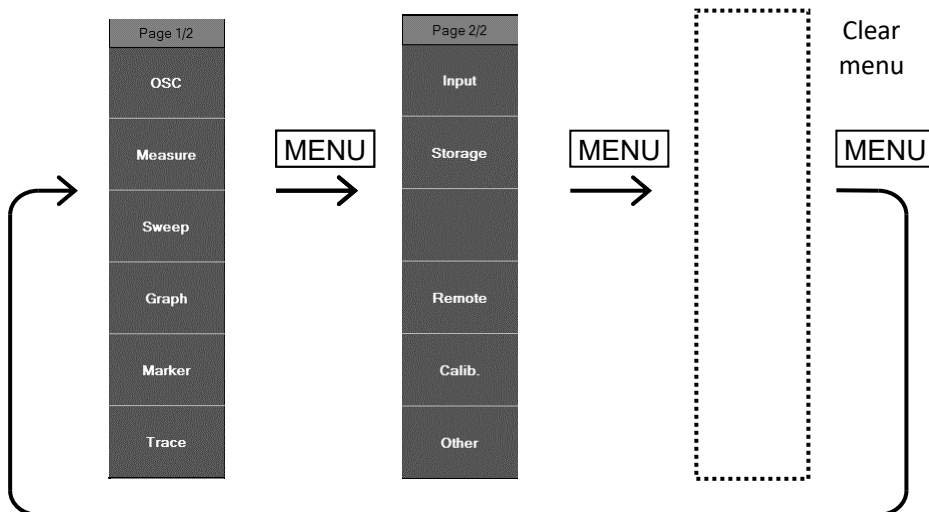 Page 1/2
OSC
Measure
Sweep
Graph
Marker
Trace
MENU
Page 2/2
Input
Storage
Remote
Calib.
Other
MENU
Clear
menu
MENU